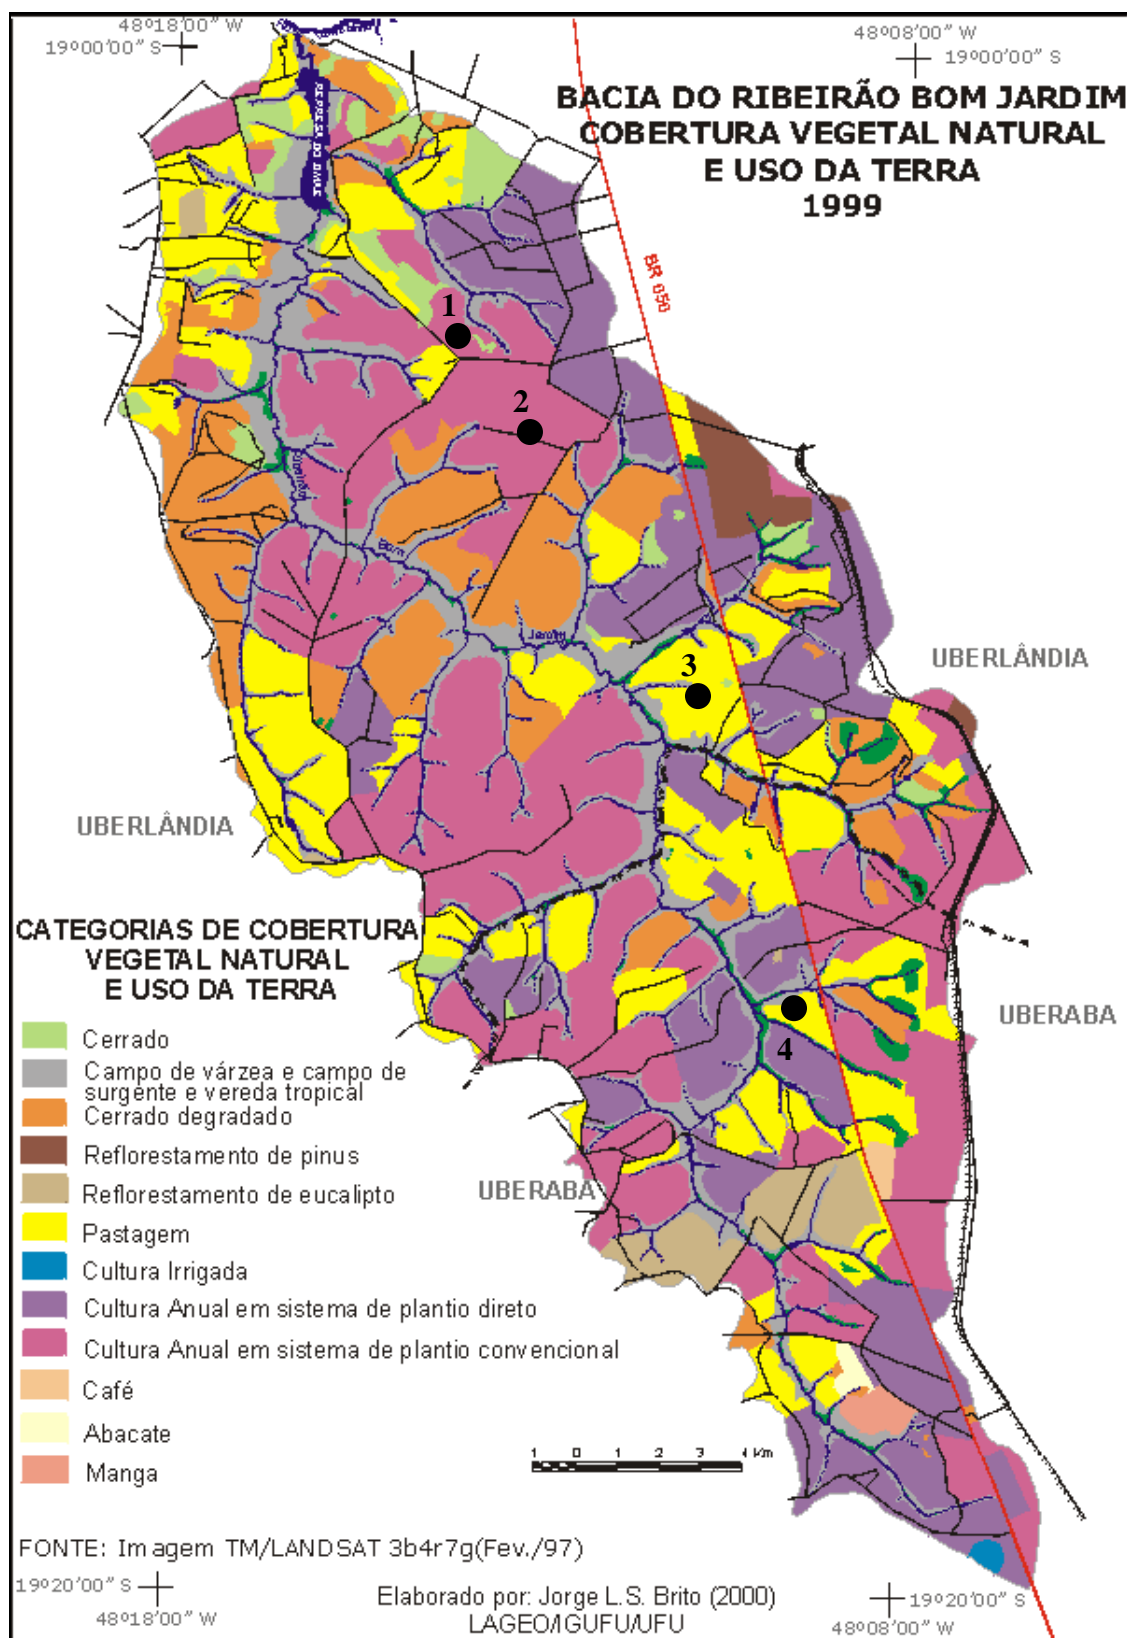 48º18'00" W
19º00'00" S
48º08'00" W
19º00'00" S
BACIA DO RIBEIRÃO BOM JARDIM
COBERTURA VEGETAL NATURAL
E USO DA TERRA
1999
REPRESA DO DMAE
BR 050
1
2
Ribeirão
Bom
Jardim
3
UBERLÂNDIA
UBERLÂNDIA
CATEGORIAS DE COBERTURA
VEGETAL NATURAL
E USO DA TERRA
UBERABA
4
Cerrado
Campo de várzea e campo de
surgente e vereda tropical
Cerrado degradado
Reflorestamento de pinus
Reflorestamento de eucalipto
UBERABA
Pastagem
Cultura Irrigada
Cultura Anual em sistema de plantio direto
Cultura Anual em sistema de plantio convencional
Café
Abacate
Manga
1 0 1 2 3 4 Km
FONTE: Imagem TM/LANDSAT 3b4r7g(Fev./97)
19º20'00" S
48º18'00" W
Elaborado por: Jorge L.S. Brito (2000)
LAGEO/IGUFU/UFU
19º20'00" S
48º08'00" W